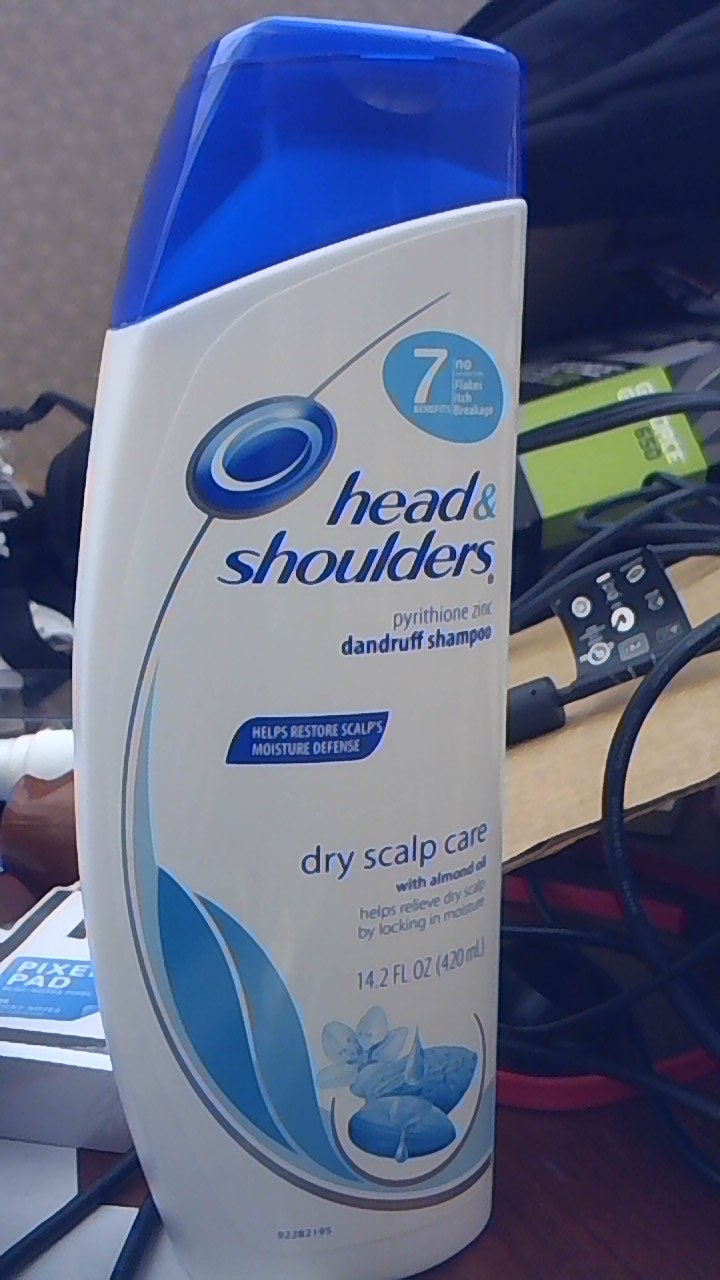 7
BENEFITS
no
Flakes
Itch
Breakage
head &
shoulders
pyrithione zinc
dandruff shampoo
HELPS RESTORE SCALP'S
MOISTURE DEFENSE
dry scalp care
with almond oil
helps relieve dry scalp
by locking in moisture
14.2 FL OZ (420 mL)
92282195
PIXE
PAD
650